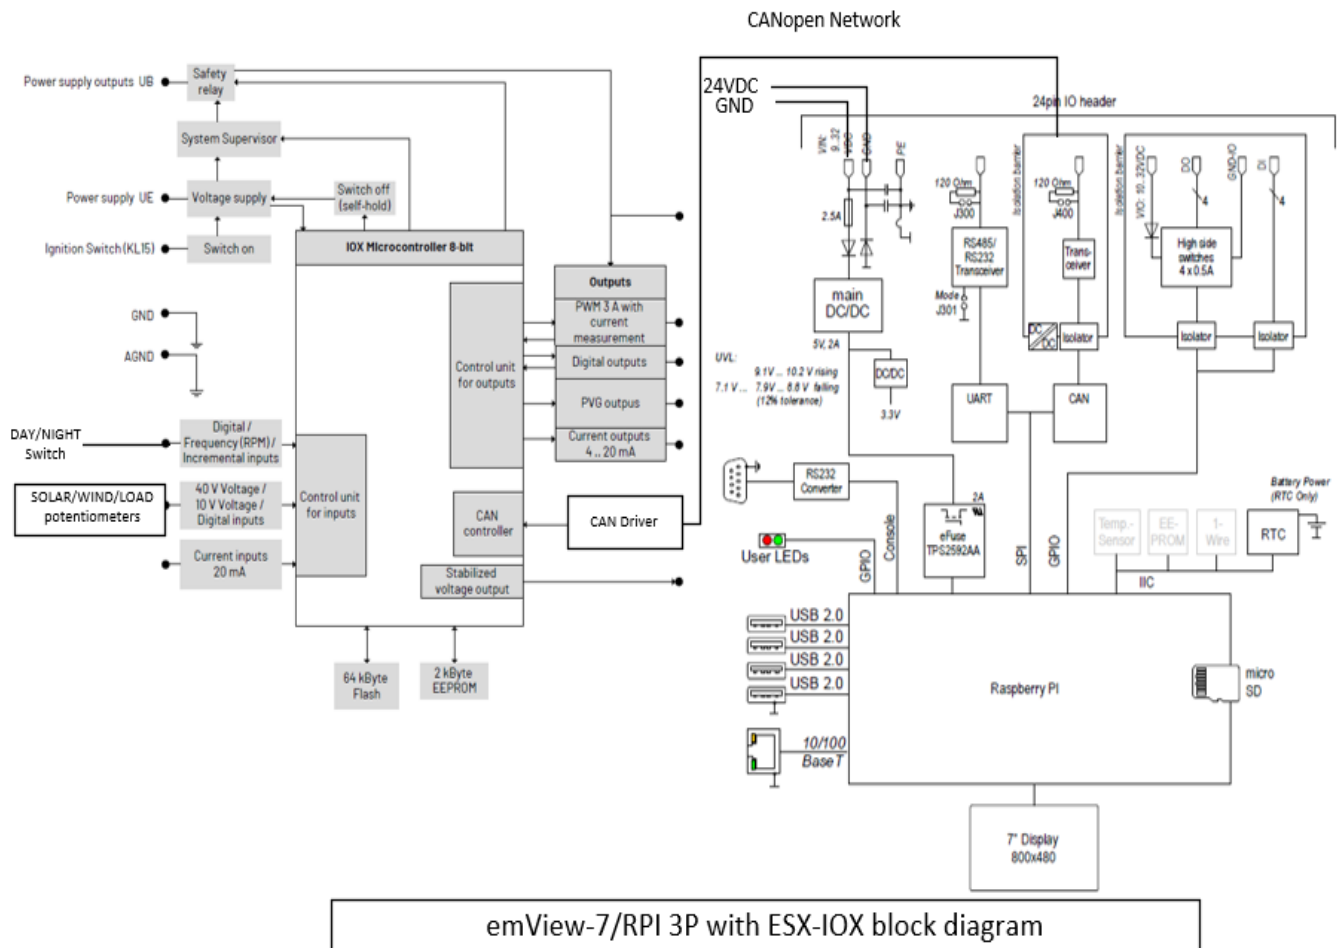 CANopen Network
Power supply outputs UB
Safety
relay
System Supervisor
Power supply UE
Voltage supply
Switch off
(self-hold)
Ignition Switch (KL15)
Switch on
IOX Microcontroller 8-bit
GND
AGND
Control unit
for outputs
Outputs
PWM 3 A with
current
measurement
Digital outputs
PVG outpus
Current outputs
4 .. 20 mA
DAY/NIGHT
Switch
Digital /
Frequency (RPM) /
Incremental inputs
SOLAR/WIND/LOAD
potentiometers
40 V Voltage /
10 V Voltage /
Digital inputs
Current inputs
20 mA
Control unit
for inputs
CAN
controller
CAN Driver
Stabilized
voltage output
64 kByte
Flash
2 kByte
EEPROM
24VDC
GND
24pin IO header
VIN:
9..32
VDC
GND
PE
2.5A
main
DC/DC
5V, 2A
DC/DC
3.3V
UVL:
9.1V ... 10.2 V rising
7.1 V ... 7.9V ... 8.8 V falling
(12% tolerance)
120 Ohm
J300
RS485/
RS232
Transceiver
Mode
J301
UART
Isolation barrier
120 Ohm
J400
Trans-
ceiver
DC
DC
Isolator
CAN
Isolation barrier
VIO: 10..32VDC
DO
GND-IO
DI
4
4
High side
switches
4 x 0.5A
Isolator
Isolator
RS232
Converter
User LEDs
GPIO
Console
2A
eFuse
TPS2592AA
SPI
GPIO
Temp.-
Sensor
EE-
PROM
1-
Wire
RTC
Battery Power
(RTC Only)
IIC
USB 2.0
USB 2.0
USB 2.0
USB 2.0
10/100
BaseT
Raspberry PI
micro
SD
7" Display
800x480
emView-7/RPI 3P with ESX-IOX block diagram